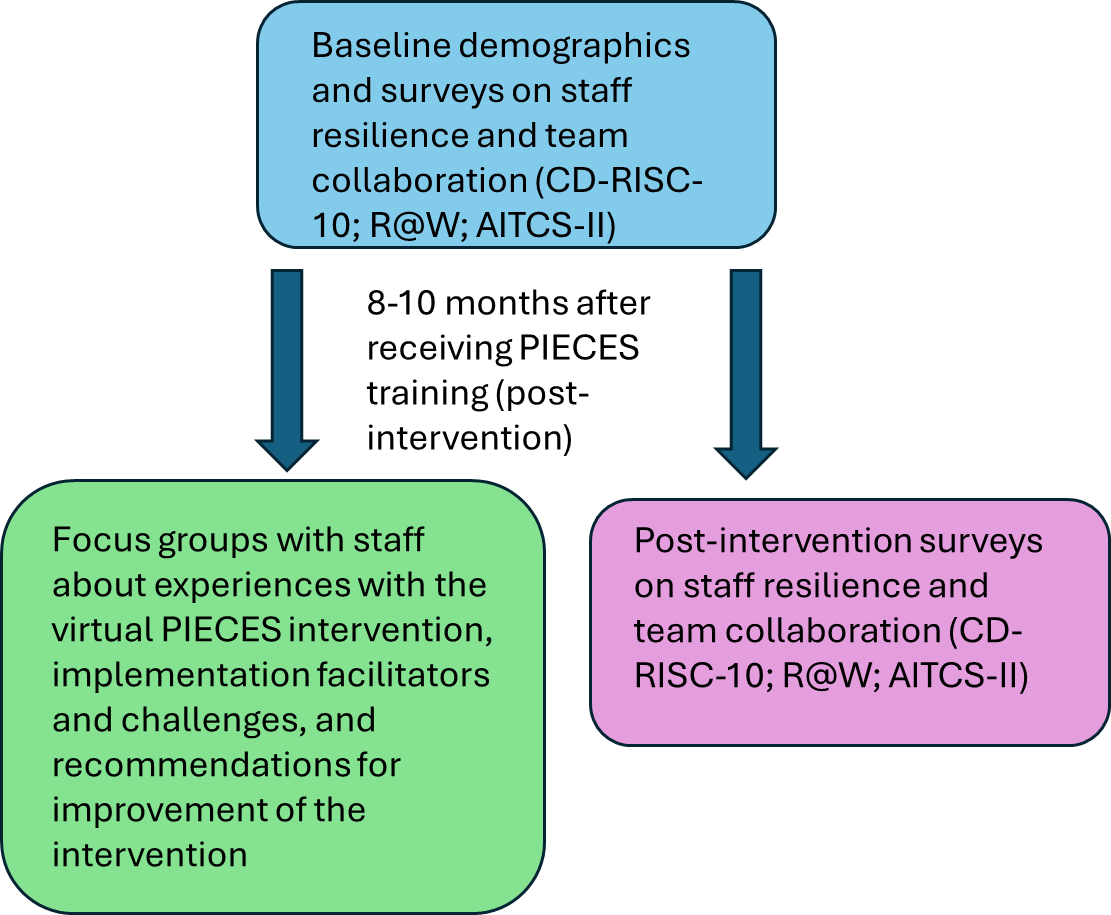 Baseline demographics
and surveys on staff
resilience and team
collaboration (CD-RISC-
10; R@W; AITCS-II)
8-10 months after
receiving PIECES
training (post-
intervention)
Focus groups with staff
about experiences with the
virtual PIECES intervention,
implementation facilitators
and challenges, and
recommendations for
improvement of the
intervention
Post-intervention surveys
on staff resilience and
team collaboration (CD-
RISC-10; R@W; AITCS-II)